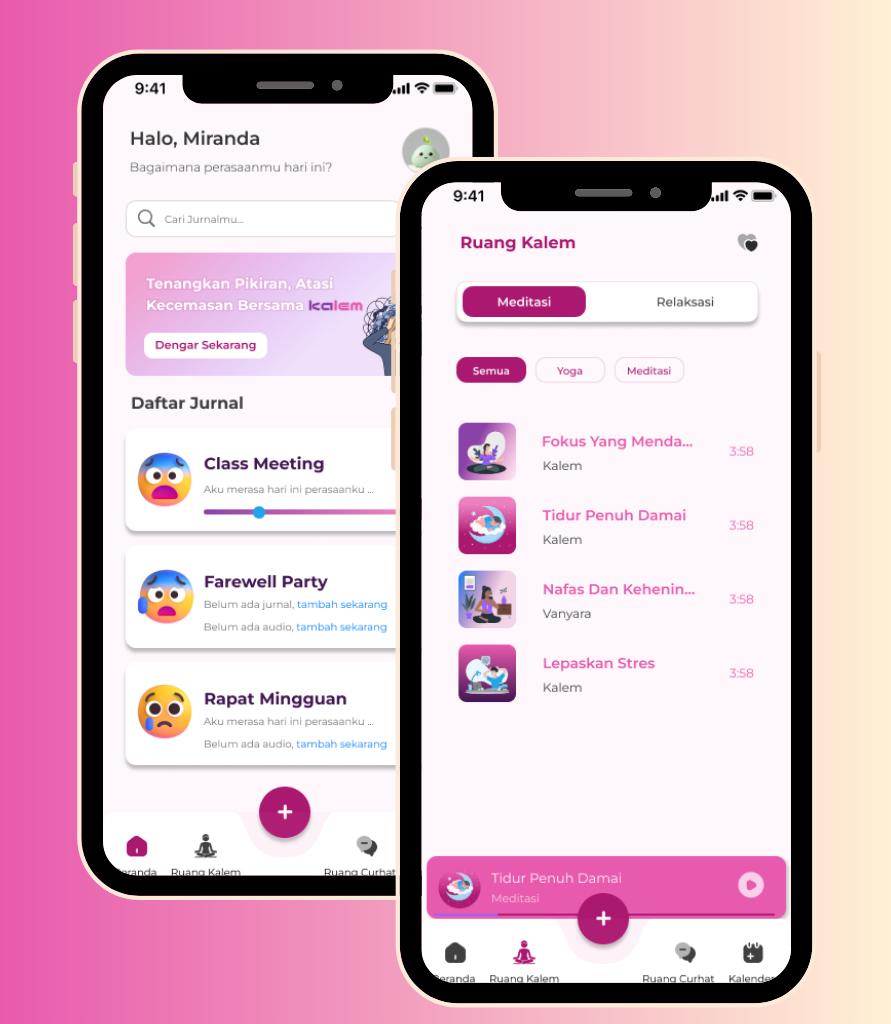 9:41
Halo, Miranda
Bagaimana perasaanmu hari ini?
Cari Jurnalmu...
Tenangkan Pikiran, Atasi
Kecemasan Bersama kalem
Dengar Sekarang
Daftar Jurnal
Class Meeting
Aku merasa hari ini perasaanku ...
Farewell Party
Belum ada jurnal, tambah sekarang
Belum ada audio, tambah sekarang
Rapat Mingguan
Aku merasa hari ini perasaanku ...
Belum ada audio, tambah sekarang
+
eranda
Ruang Kalem
Ruang Curhat
9:41
Ruang Kalem
Meditasi
Relaksasi
Semua
Yoga
Meditasi
Fokus Yang Menda...
Kalem
3:58
Tidur Penuh Damai
Kalem
3:58
Nafas Dan Kehenin...
Vanyara
3:58
Lepaskan Stres
Kalem
3:58
Tidur Penuh Damai
Meditasi
+
Beranda
Ruang Kalem
Ruang Curhat
Kalender